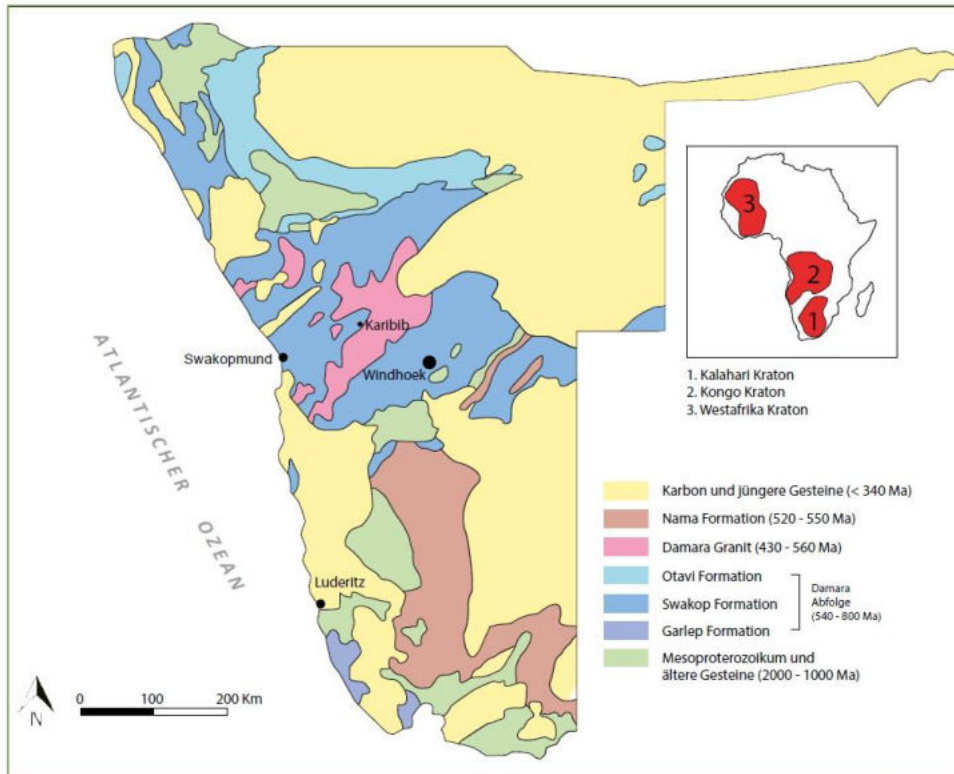 3
2
1
Karibib
Swakopmund
Windhoek
ATLANTISCHER OZEAN
1. Kalahari Kraton
2. Kongo Kraton
3. Westafrika Kraton
Karbon und jüngere Gesteine (< 340 Ma)
Nama Formation (520 - 550 Ma)
Damara Granit (430 - 560 Ma)
Otavi Formation
Swakop Formation
Garlep Formation
Damara
Abfolge
(540 - 800 Ma)
Mesoproterozoikum und
ältere Gesteine (2000 - 1000 Ma)
Luderitz
N
0 100 200 Km